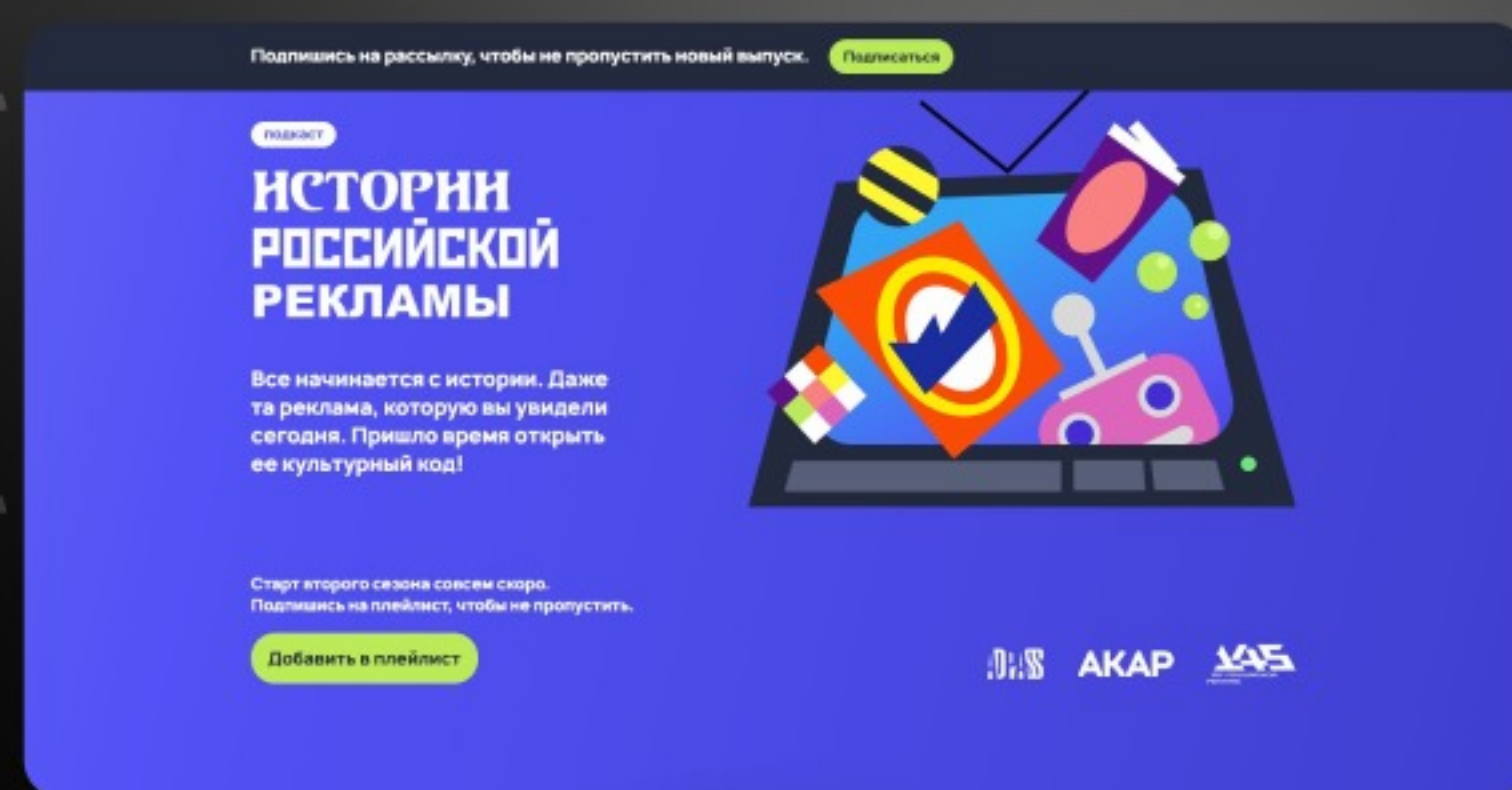 Подпишись на рассылку, чтобы не пропустить новый выпуск.
Подписаться
подкаст
ИСТОРИИ
РОССИЙСКОЙ
РЕКЛАМЫ
Все начинается с истории. Даже
та реклама, которую вы увидели
сегодня. Пришло время открыть
ее культурный код!
Старт второго сезона совсем скоро.
Подпишись на плейлист, чтобы не пропустить.
Добавить в плейлист
АКАР